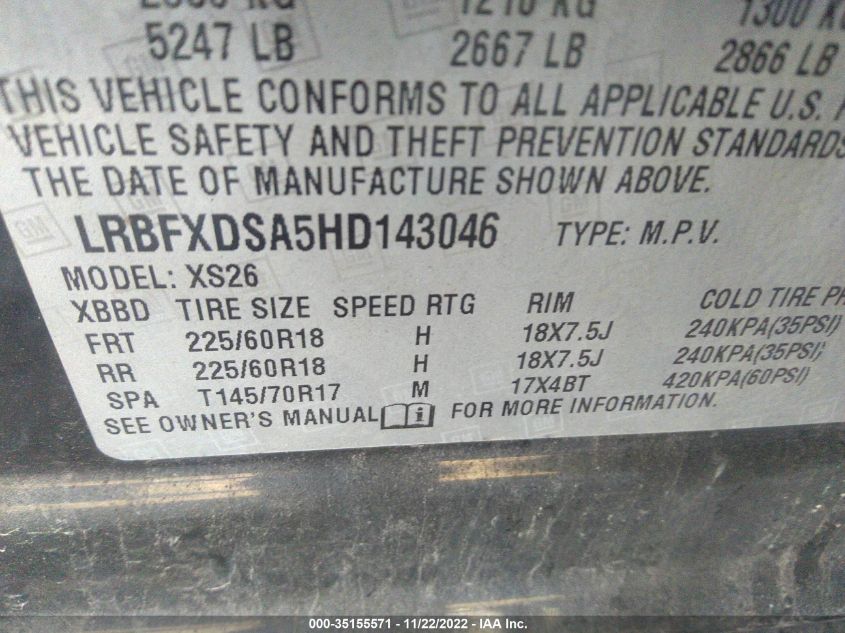 5247 LB 2667 LB 2866 LB
THIS VEHICLE CONFORMS TO ALL APPLICABLE U.S.
VEHICLE SAFETY AND THEFT PREVENTION STANDARDS
THE DATE OF MANUFACTURE SHOWN ABOVE.
LRBFXDSA5HD143046 TYPE: M.P.V.
MODEL: XS26
XBBD TIRE SIZE SPEED RTG RIM COLD TIRE
FRT 225/60R18 H 18X7.5J 240KPA(35PSI)
RR 225/60R18 H 18X7.5J 240KPA(35PSI)
SPA T145/70R17 M 17X4BT 420KPA(60PSI)
SEE OWNER'S MANUAL FOR MORE INFORMATION.
000-35155571 - 11/22/2022 - IAA Inc.